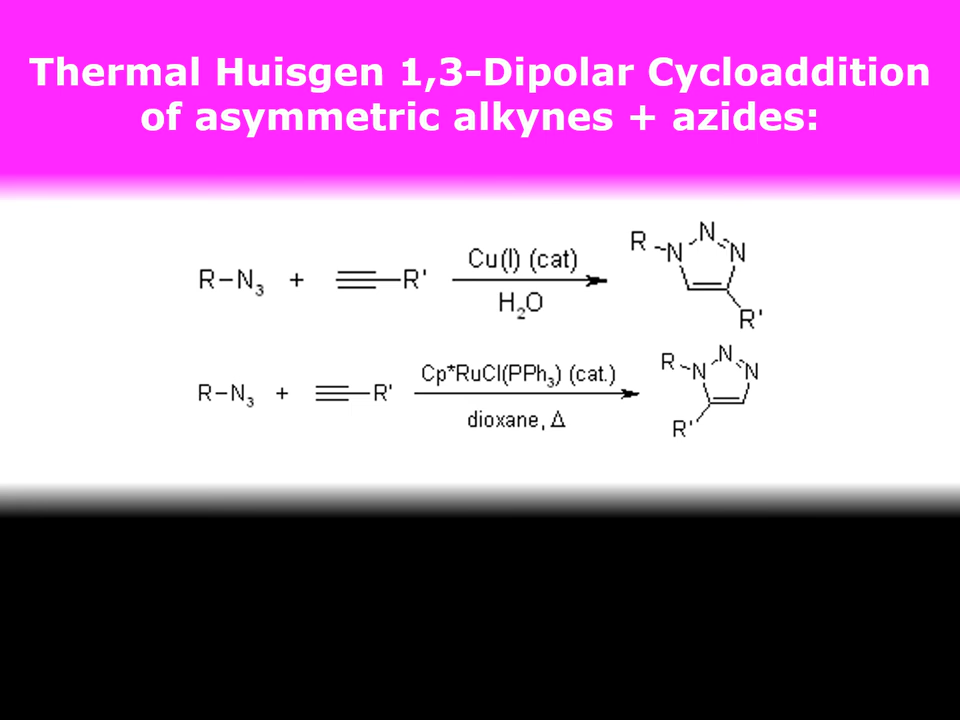 Thermal Huisgen 1,3-Dipolar Cycloaddition
of asymmetric alkynes + azides:
R–N₃ + R' Cu(I) (cat) H₂O R N N N R'
R–N₃ + R' Cp*RuCl(PPh₃) (cat.) dioxane, Δ R N N N R'